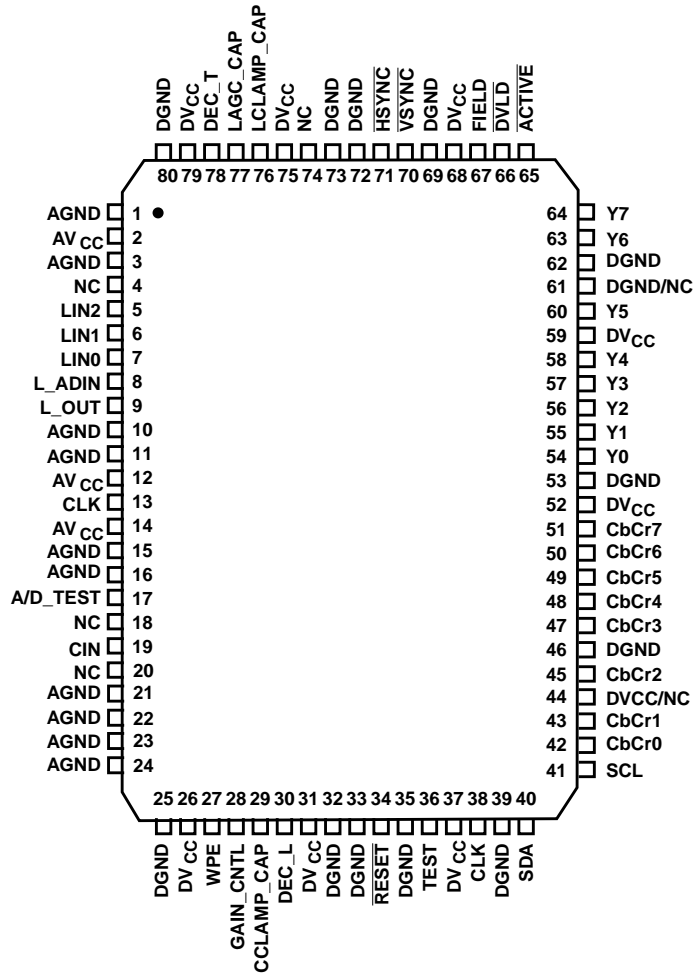 DGND
DVCC
DEC_T
LAGC_CAP
LCLAMP_CAP
DVCC
NC
DGND
DGND
HSYNC
VSYNC
DGND
DVCC
FIELD
DVLD
ACTIVE
80 79 78 77 76 75 74 73 72 71 70 69 68 67 66 65
AGND 1
AVCC 2
AGND 3
NC 4
LIN2 5
LIN1 6
LIN0 7
L_ADIN 8
L_OUT 9
AGND 10
AGND 11
AVCC 12
CLK 13
AVCC 14
AGND 15
AGND 16
A/D_TEST 17
NC 18
CIN 19
NC 20
AGND 21
AGND 22
AGND 23
AGND 24
64 Y7
63 Y6
62 DGND
61 DGND/NC
60 Y5
59 DVCC
58 Y4
57 Y3
56 Y2
55 Y1
54 Y0
53 DGND
52 DVCC
51 CbCr7
50 CbCr6
49 CbCr5
48 CbCr4
47 CbCr3
46 DGND
45 CbCr2
44 DVCC/NC
43 CbCr1
42 CbCr0
41 SCL
25 26 27 28 29 30 31 32 33 34 35 36 37 38 39 40
DGND
DVCC
WPE
GAIN_CNTL
CCLAMP_CAP
DEC_L
DVCC
DGND
DGND
RESET
DGND
TEST
DVCC
CLK
DGND
SDA